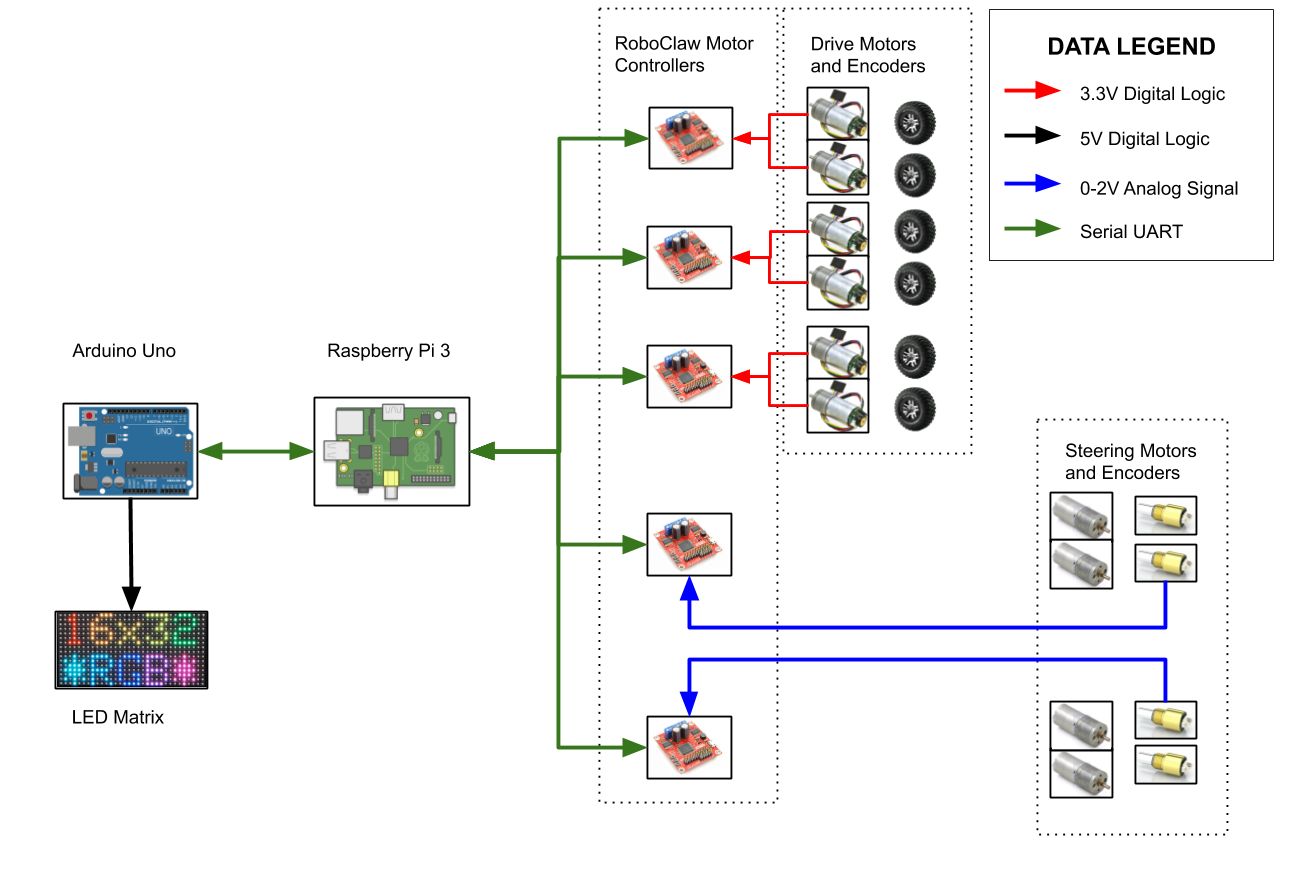 RoboClaw Motor
Controllers
Drive Motors
and Encoders
DATA LEGEND
3.3V Digital Logic
5V Digital Logic
0-2V Analog Signal
Serial UART
Arduino Uno
Raspberry Pi 3
UNO
Steering Motors
and Encoders
16x32
*RGB*
LED Matrix